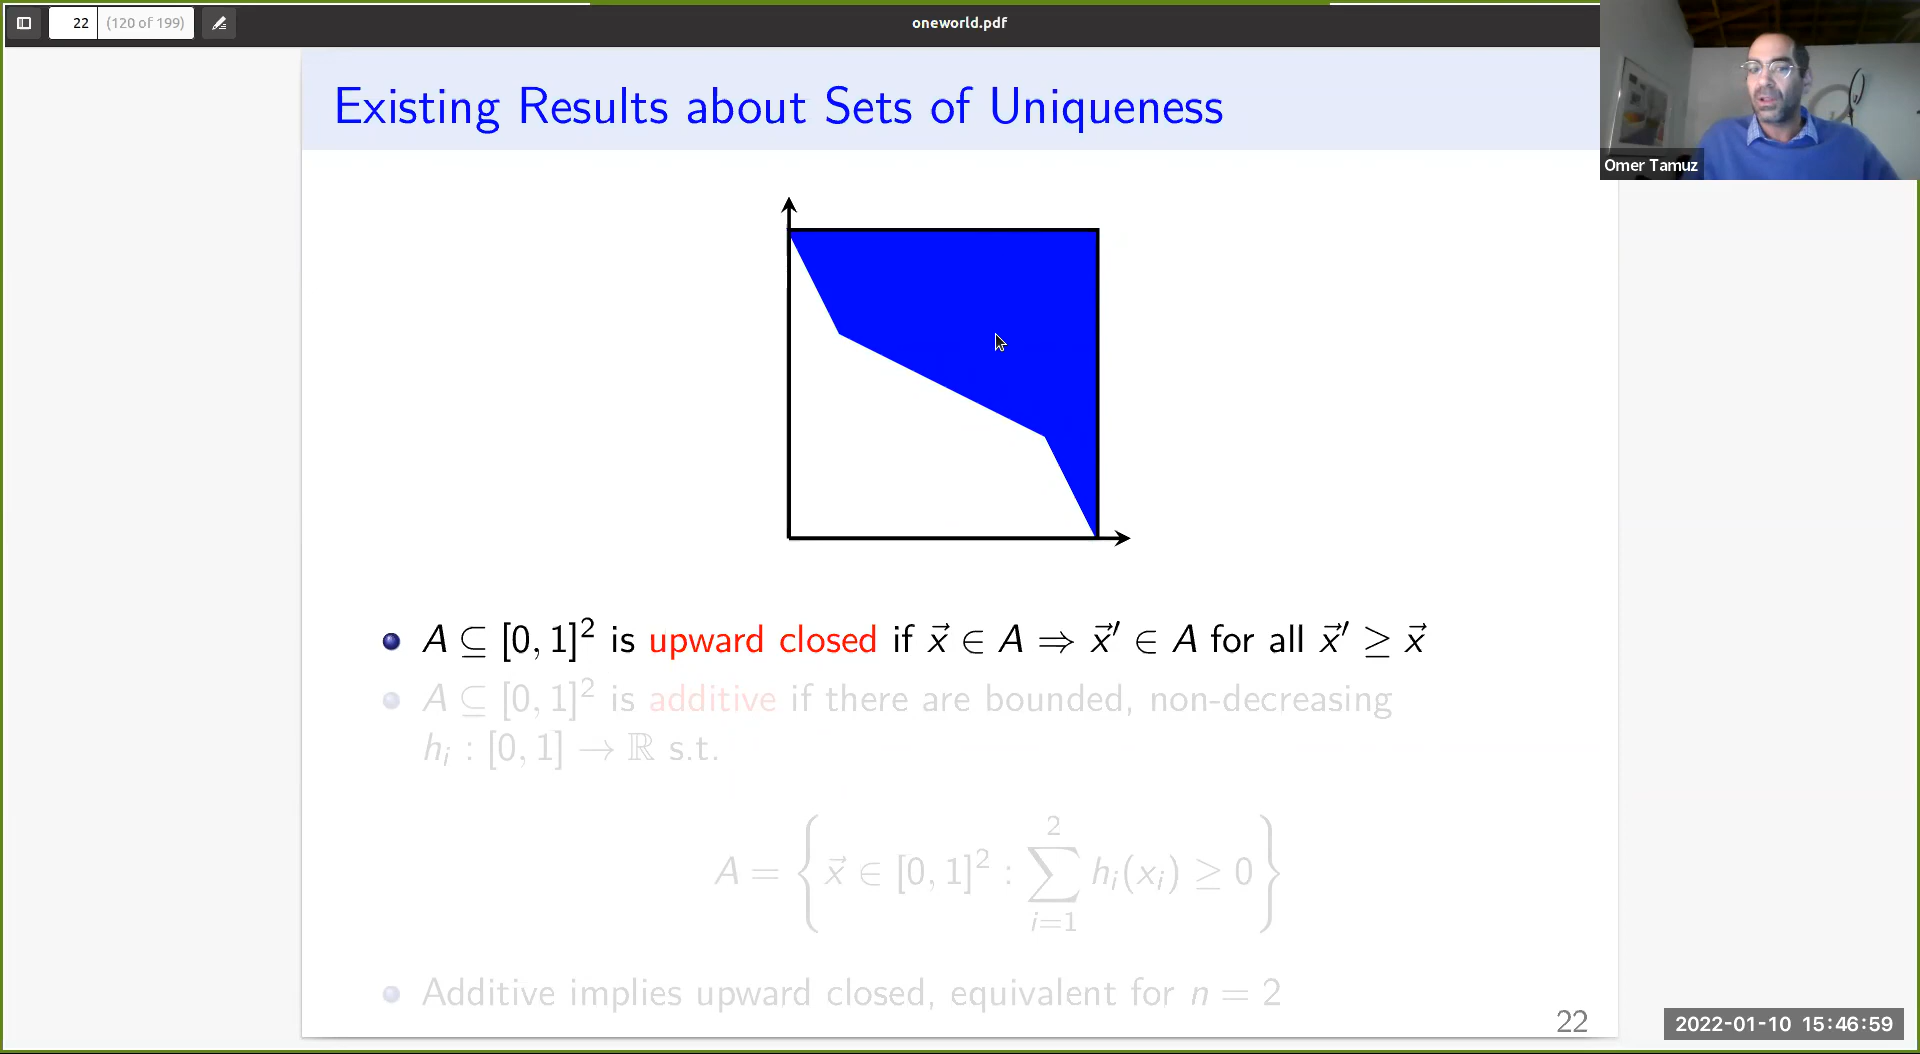 22 (120 of 199)
oneworld.pdf
Omer Tamuz
Existing Results about Sets of Uniqueness
A ⊆ [0, 1]² is upward closed if x⃗ ∈ A ⇒ x⃗′ ∈ A for all x⃗′ ≥ x⃗
A ⊆ [0, 1]² is additive if there are bounded, non-decreasing
hᵢ : [0, 1] → ℝ s.t.
A = { x⃗ ∈ [0, 1]² : ∑_{i=1}^{2} hᵢ(xᵢ) ≥ 0 }
Additive implies upward closed, equivalent for n = 2
22
2022-01-10 15:46:59